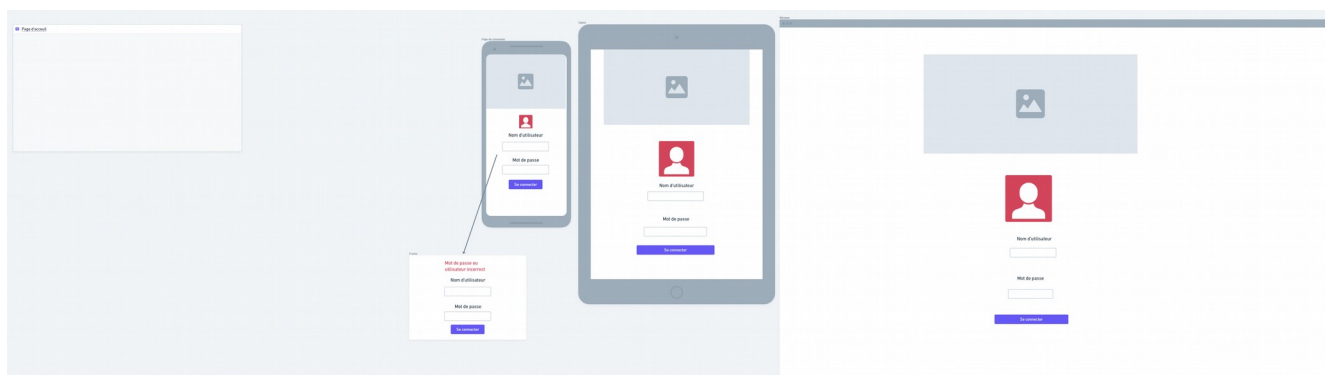 Page d'accueil
Nom d'utilisateur
Mot de passe
Se connecter
Mot de passe ou
utilisateur incorrect
Nom d'utilisateur
Mot de passe
Se connecter
Nom d'utilisateur
Mot de passe
Se connecter
Nom d'utilisateur
Mot de passe
Se connecter